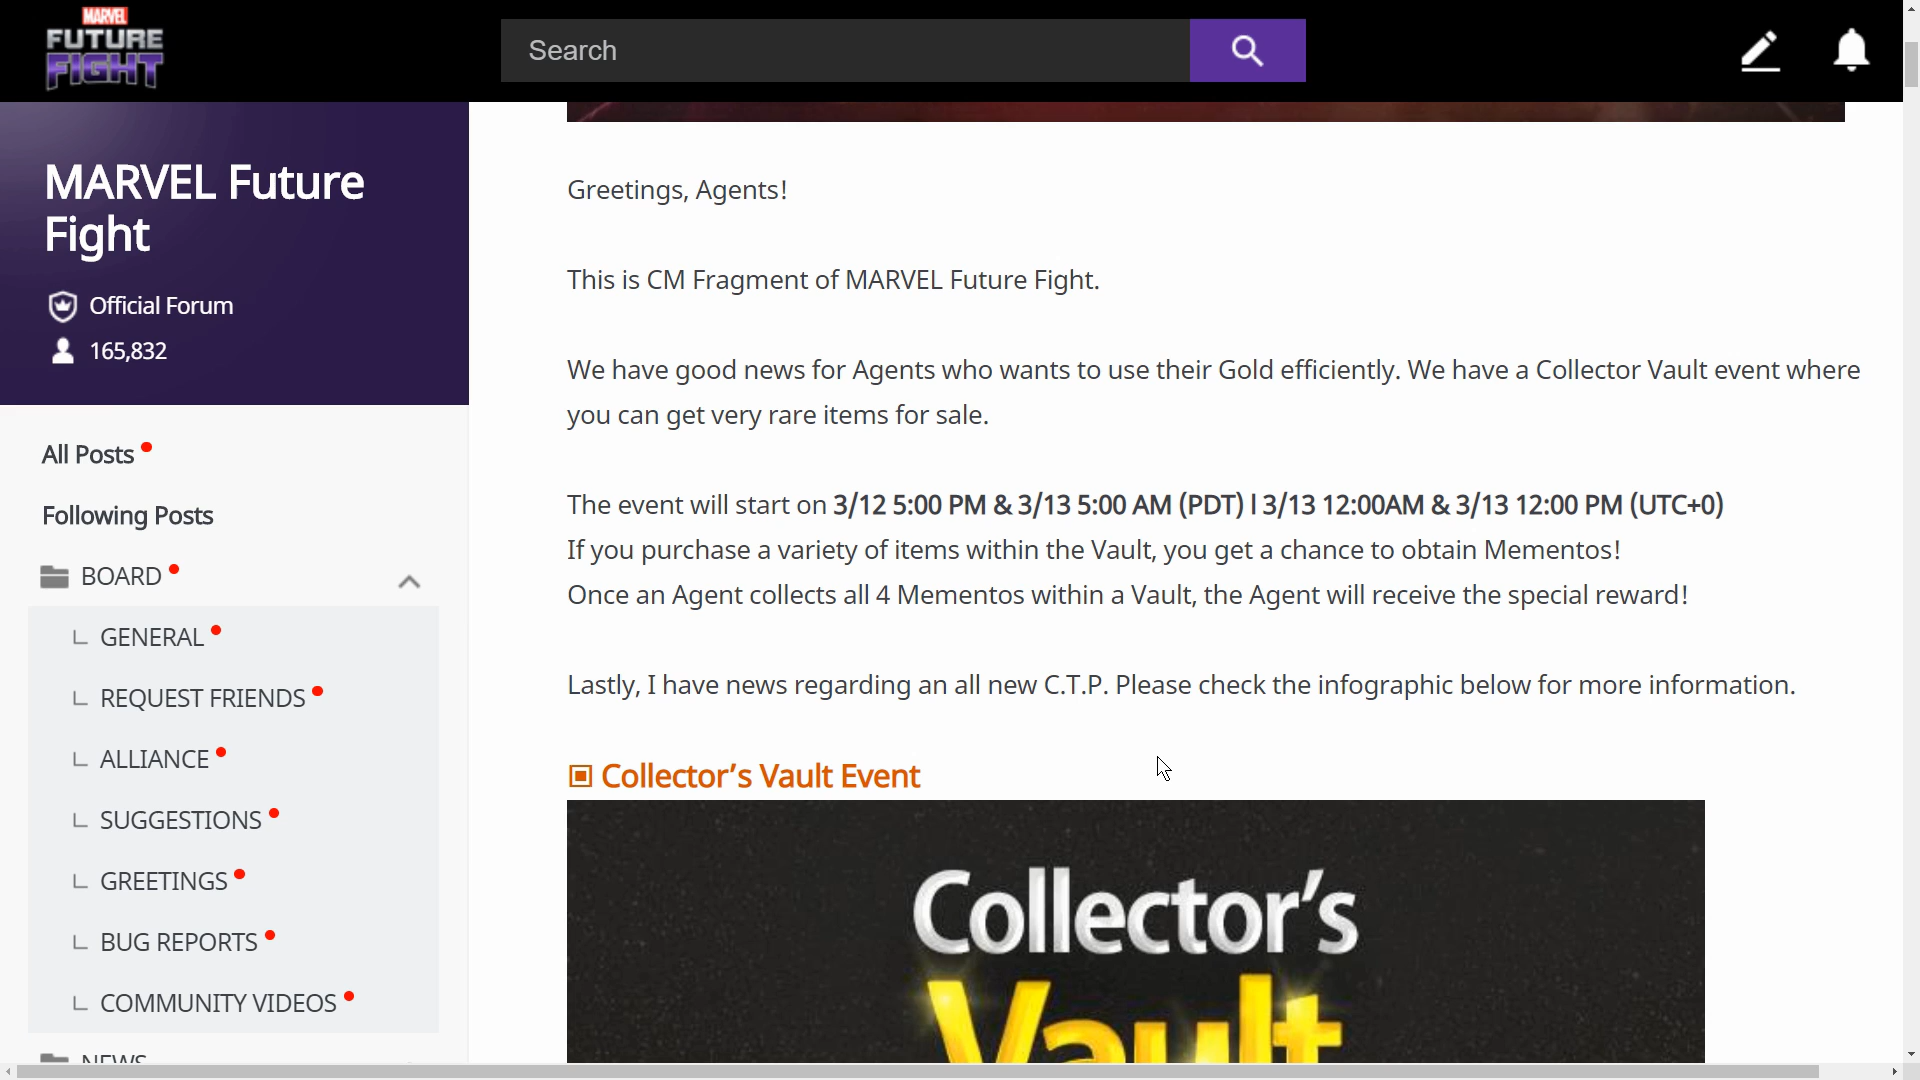 MARVEL
FUTURE
FIGHT
Search
MARVEL Future
Fight
Official Forum
165,832
All Posts
Following Posts
BOARD
GENERAL
REQUEST FRIENDS
ALLIANCE
SUGGESTIONS
GREETINGS
BUG REPORTS
COMMUNITY VIDEOS
NEWS
Greetings, Agents!
This is CM Fragment of MARVEL Future Fight.
We have good news for Agents who wants to use their Gold efficiently. We have a Collector Vault event where
you can get very rare items for sale.
The event will start on 3/12 5:00 PM & 3/13 5:00 AM (PDT) l 3/13 12:00AM & 3/13 12:00 PM (UTC+0)
If you purchase a variety of items within the Vault, you get a chance to obtain Mementos!
Once an Agent collects all 4 Mementos within a Vault, the Agent will receive the special reward!
Lastly, I have news regarding an all new C.T.P. Please check the infographic below for more information.
▣ Collector’s Vault Event
Collector’s
Vault